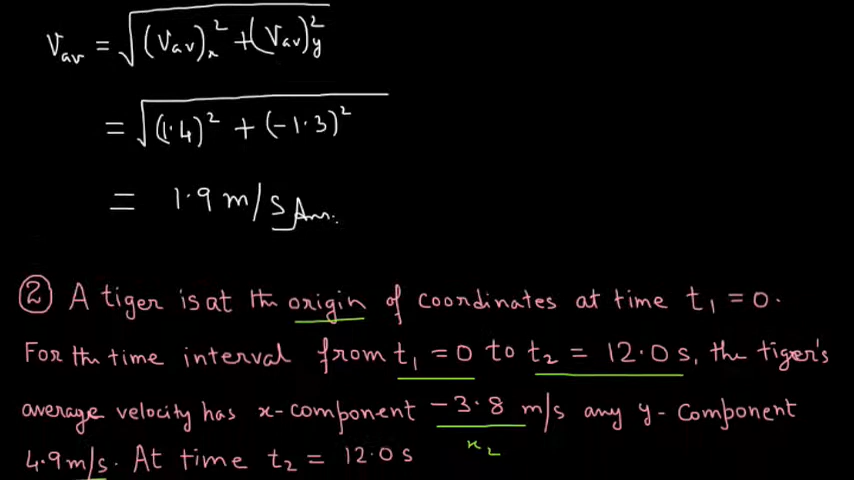 Vav = √(Vav)x² + (Vav)y²
= √(1.4)² + (-1.3)²
= 1.9 m/s Ans.
② A tiger is at the origin of coordinates at time t₁ = 0.
For the time interval from t₁ = 0 to t₂ = 12.0 s, the tiger's
average velocity has x-component -3.8 m/s any y-component
x₂
4.9 m/s. At time t₂ = 12.0 s